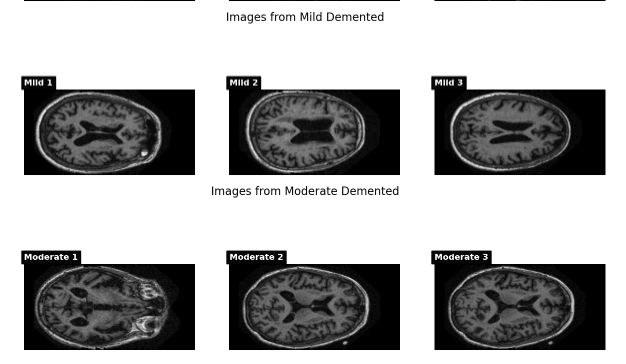 Images from Mild Demented
Mild 1
Mild 2
Mild 3
Images from Moderate Demented
Moderate 1
Moderate 2
Moderate 3